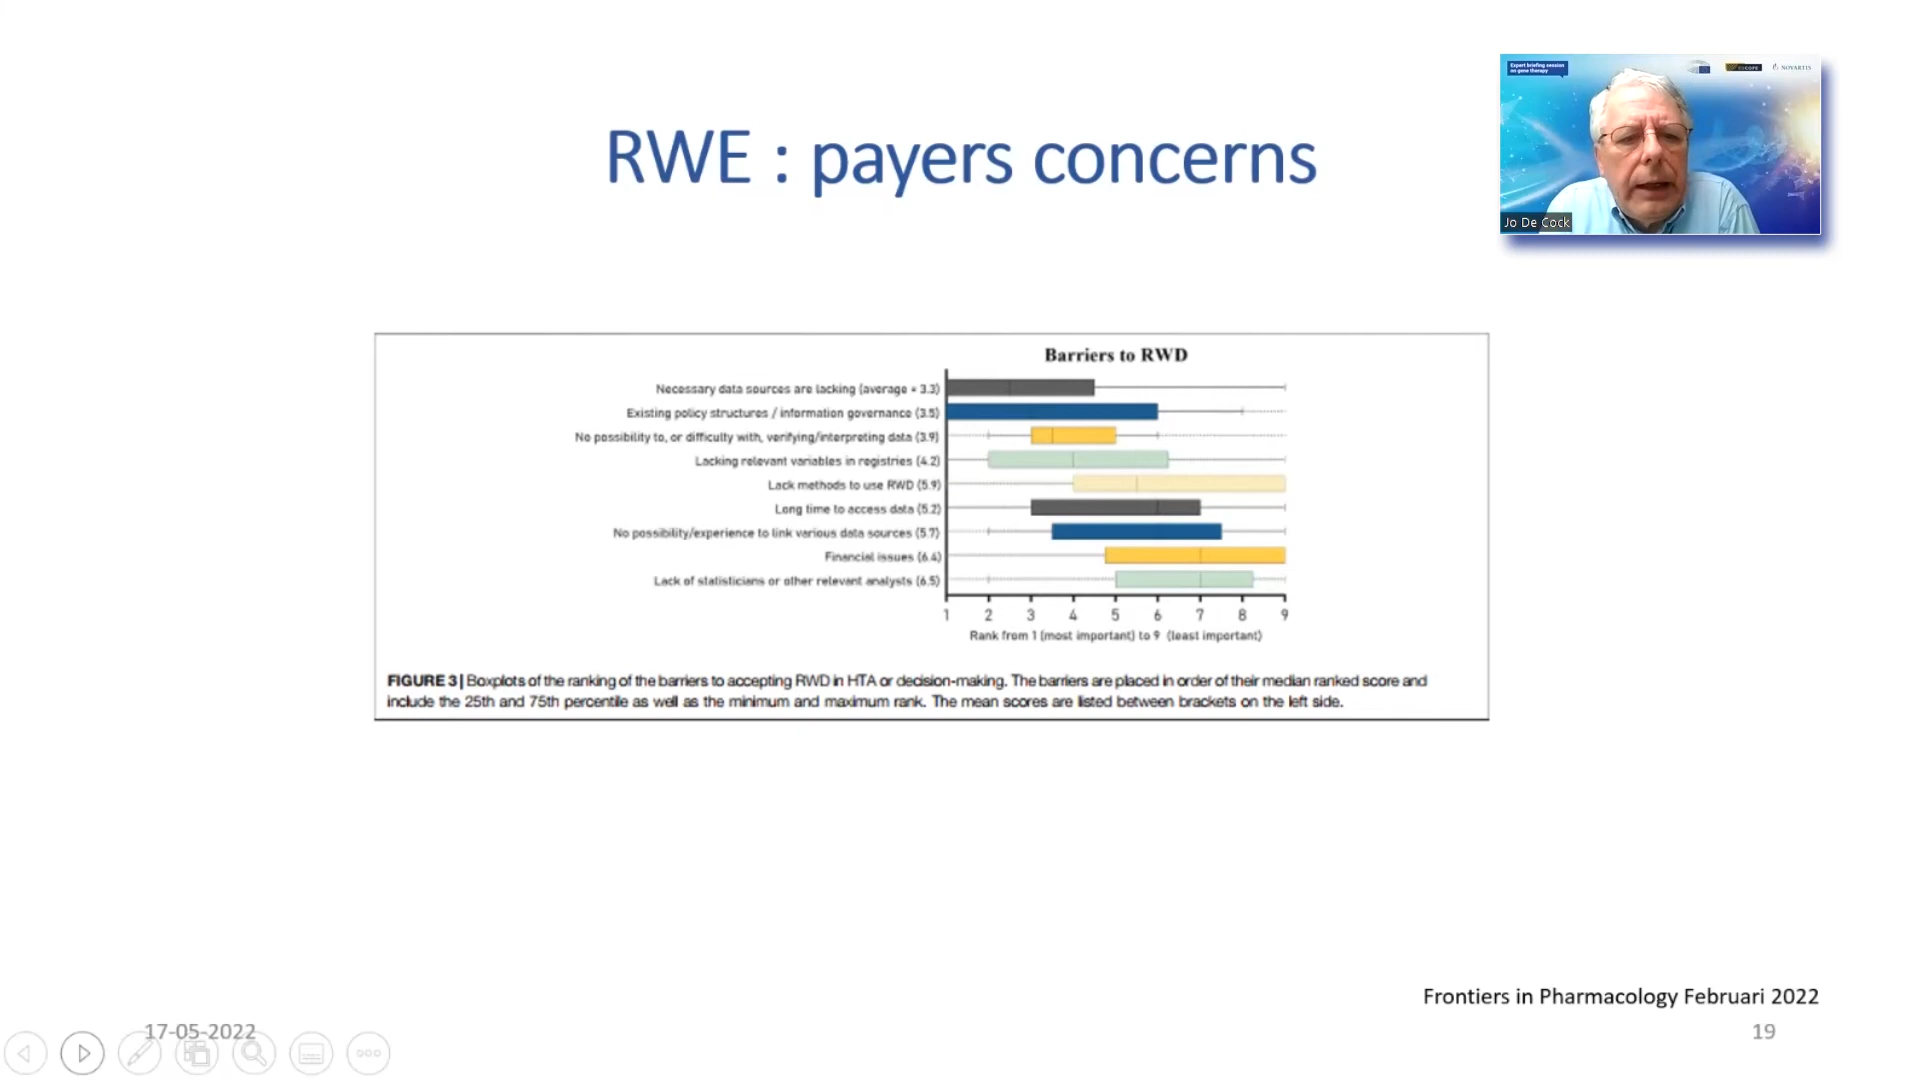 RWE : payers concerns
Expert briefing session
on gene therapy
NOVARTIS
Jo De Cock
Barriers to RWD
Necessary data sources are lacking (average = 3.3)
Existing policy structures / information governance (3.5)
No possibility to, or difficulty with, verifying/interpreting data (3.9)
Lacking relevant variables in registries (4.2)
Lack methods to use RWD (5.9)
Long time to access data (5.2)
No possibility/experience to link various data sources (5.7)
Financial issues (6.4)
Lack of statisticians or other relevant analysts (6.5)
1 2 3 4 5 6 7 8 9
Rank from 1 (most important) to 9 (least important)
FIGURE 3 | Boxplots of the ranking of the barriers to accepting RWD in HTA or decision-making. The barriers are placed in order of their median ranked score and
include the 25th and 75th percentile as well as the minimum and maximum rank. The mean scores are listed between brackets on the left side.
Frontiers in Pharmacology Februari 2022
17-05-2022
19